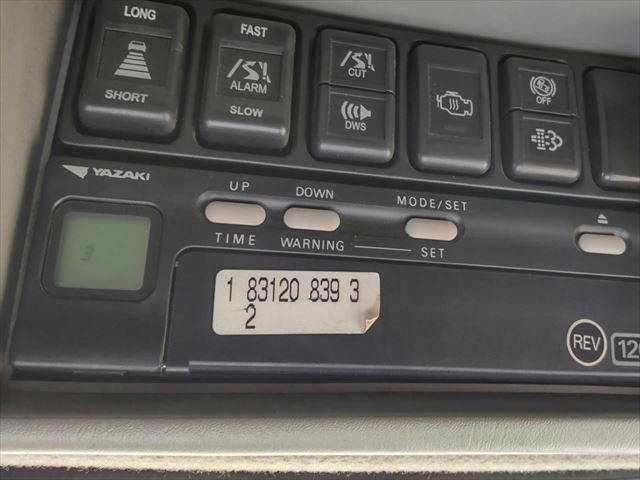 LONG
SHORT
FAST
ALARM
SLOW
CUT
DWS
OFF
YAZAKI
UP
DOWN
MODE/SET
TIME
WARNING
SET
3
1 83120 839 3
2
REV